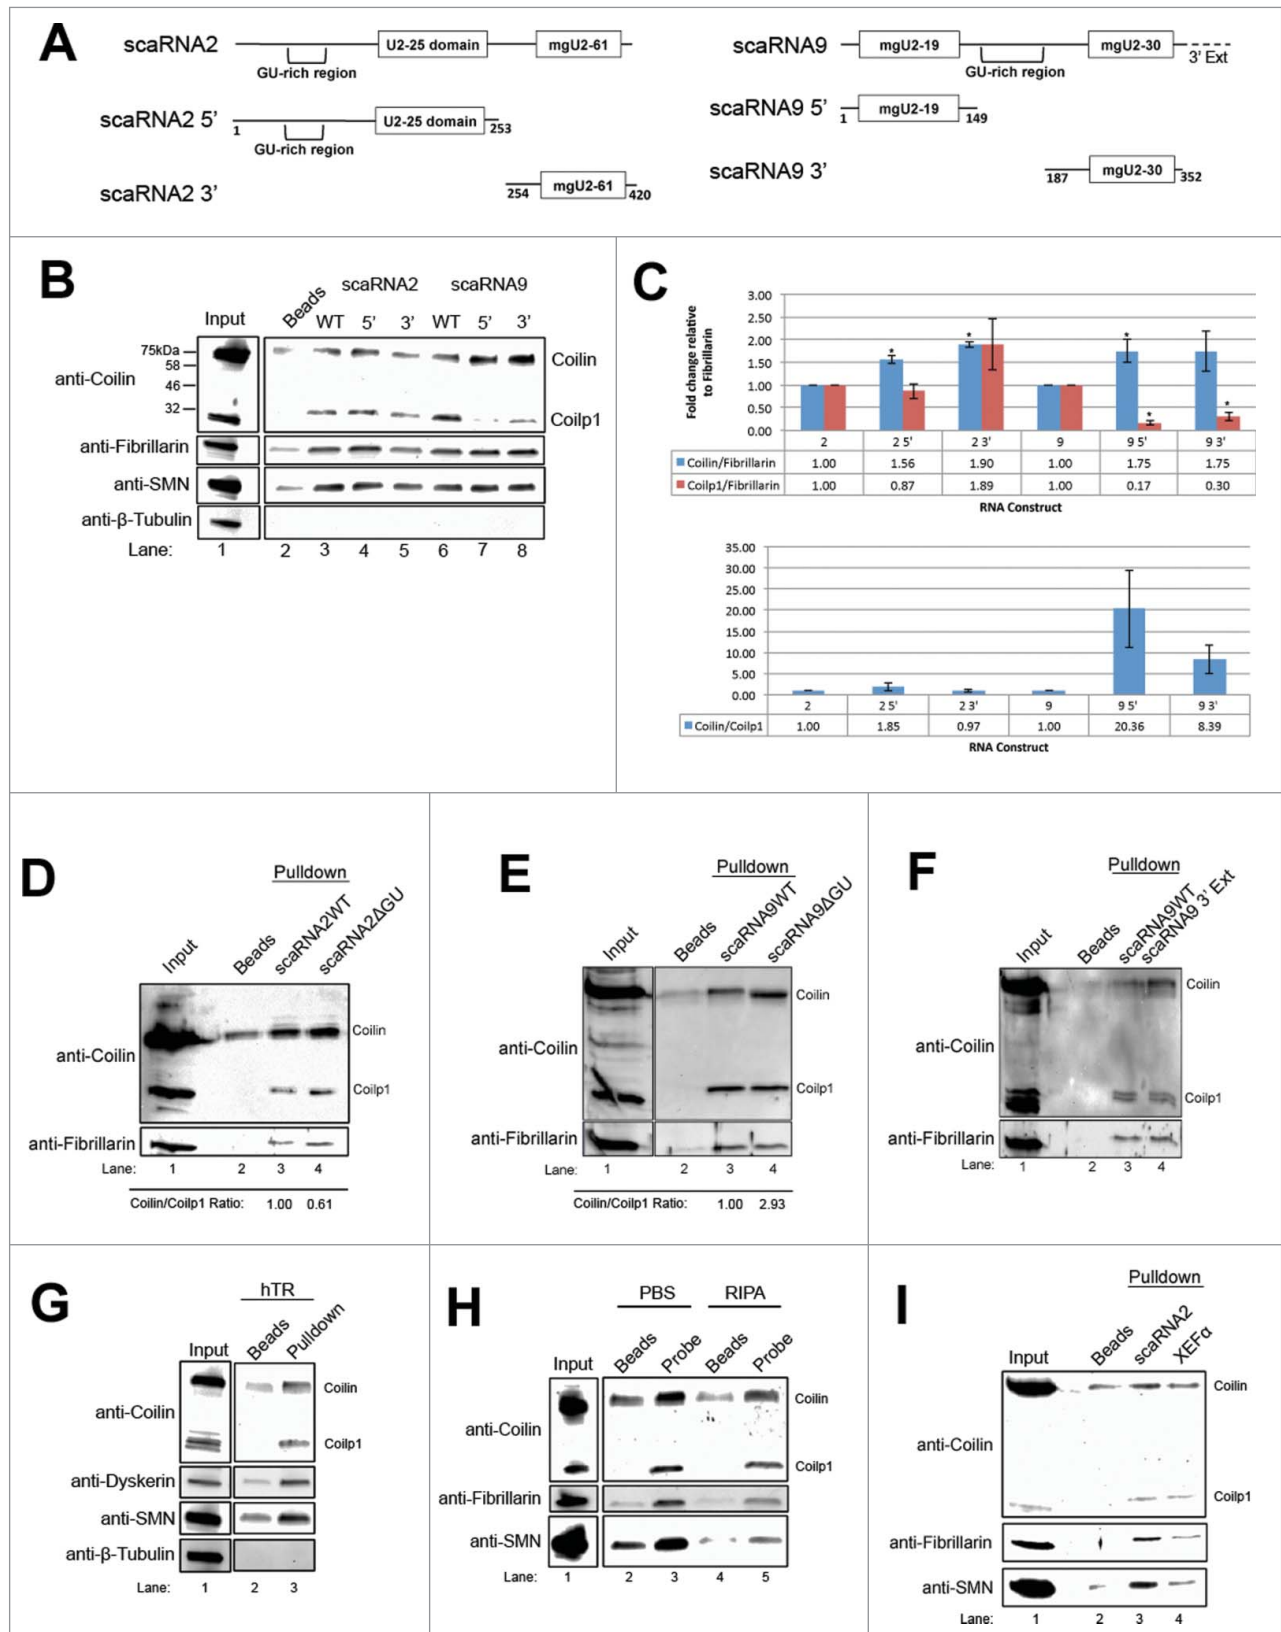 A
scaRNA2
U2-25 domain
mgU2-61
GU-rich region
scaRNA2 5’
1
U2-25 domain
253
GU-rich region
scaRNA2 3’
254
mgU2-61
420
scaRNA9
mgU2-19
mgU2-30
3’ Ext
GU-rich region
scaRNA9 5’
1
mgU2-19
149
scaRNA9 3’
187
mgU2-30
352
B
scaRNA2 scaRNA9
Input Beads WT 5’ 3’ WT 5’ 3’
75kDa
58
46
32
anti-Coilin
Coilin
Coilp1
anti-Fibrillarin
anti-SMN
anti-β-Tubulin
Lane: 1 2 3 4 5 6 7 8
C
Fold change relative
to Fibrillarin
3.00
2.50
2.00
1.50
1.00
0.50
0.00
* * * * *
2 2 5' 2 3' 9 9 5' 9 3'
Coilin/Fibrillarin 1.00 1.56 1.90 1.00 1.75 1.75
Coilp1/Fibrillarin 1.00 0.87 1.89 1.00 0.17 0.30
RNA Construct
35.00
30.00
25.00
20.00
15.00
10.00
5.00
0.00
2 2 5' 2 3' 9 9 5' 9 3'
Coilin/Coilp1 1.00 1.85 0.97 1.00 20.36 8.39
RNA Construct
D
Pulldown
Input Beads scaRNA2WT scaRNA2ΔGU
anti-Coilin
Coilin
Coilp1
anti-Fibrillarin
Lane: 1 2 3 4
Coilin/Coilp1 Ratio: 1.00 0.61
E
Pulldown
Input Beads scaRNA9WT scaRNA9ΔGU
anti-Coilin
Coilin
Coilp1
anti-Fibrillarin
Lane: 1 2 3 4
Coilin/Coilp1 Ratio: 1.00 2.93
F
Pulldown
Input Beads scaRNA9WT scaRNA9 3’ Ext
anti-Coilin
Coilin
Coilp1
anti-Fibrillarin
Lane: 1 2 3 4
G
hTR
Input Beads Pulldown
anti-Coilin
Coilin
Coilp1
anti-Dyskerin
anti-SMN
anti-β-Tubulin
Lane: 1 2 3
H
PBS RIPA
Input Beads Probe Beads Probe
anti-Coilin
Coilin
Coilp1
anti-Fibrillarin
anti-SMN
Lane: 1 2 3 4 5
I
Pulldown
Input Beads scaRNA2 XEFα
anti-Coilin
Coilin
Coilp1
anti-Fibrillarin
anti-SMN
Lane: 1 2 3 4